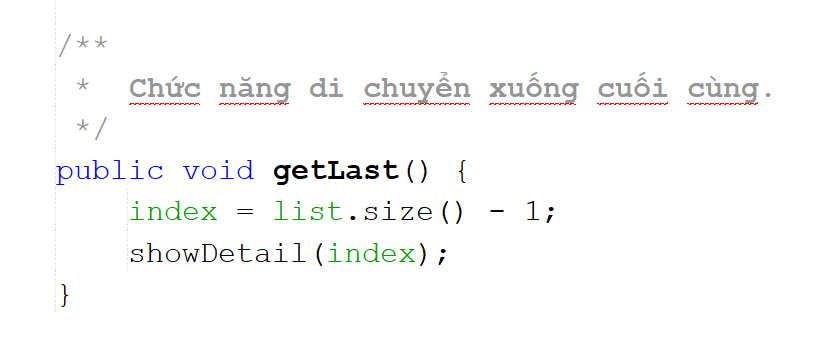 /**
 *  Chức năng di chuyển xuống cuối cùng.
 */
public void getLast() {
    index = list.size() - 1;
    showDetail(index);
}